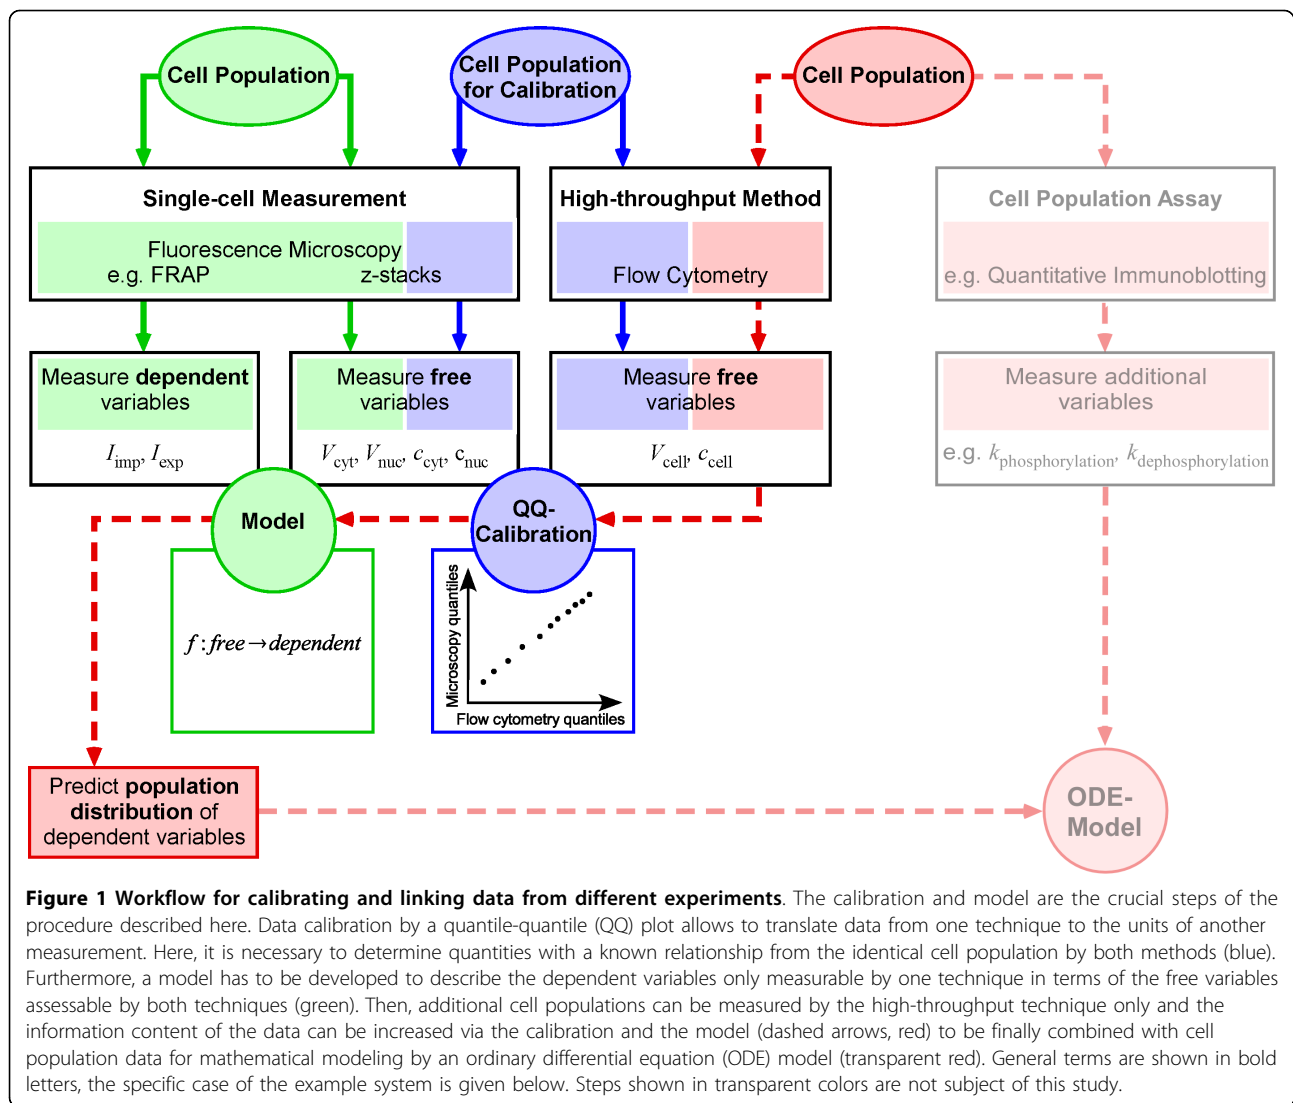 Cell Population
Cell Population
for Calibration
Cell Population
Single-cell Measurement
Fluorescence Microscopy
e.g. FRAP z-stacks
High-throughput Method
Flow Cytometry
Cell Population Assay
e.g. Quantitative Immunoblotting
Measure dependent
variables
I_imp, I_exp
Measure free
variables
V_cyt, V_nuc, c_cyt, c_nuc
Measure free
variables
V_cell, c_cell
Measure additional
variables
e.g. k_phosphorylation, k_dephosphorylation
Model
f : free → dependent
QQ-
Calibration
Microscopy quantiles
Flow cytometry quantiles
Predict population
distribution of
dependent variables
ODE-
Model
Figure 1 Workflow for calibrating and linking data from different experiments. The calibration and model are the crucial steps of the
procedure described here. Data calibration by a quantile-quantile (QQ) plot allows to translate data from one technique to the units of another
measurement. Here, it is necessary to determine quantities with a known relationship from the identical cell population by both methods (blue).
Furthermore, a model has to be developed to describe the dependent variables only measurable by one technique in terms of the free variables
assessable by both techniques (green). Then, additional cell populations can be measured by the high-throughput technique only and the
information content of the data can be increased via the calibration and the model (dashed arrows, red) to be finally combined with cell
population data for mathematical modeling by an ordinary differential equation (ODE) model (transparent red). General terms are shown in bold
letters, the specific case of the example system is given below. Steps shown in transparent colors are not subject of this study.